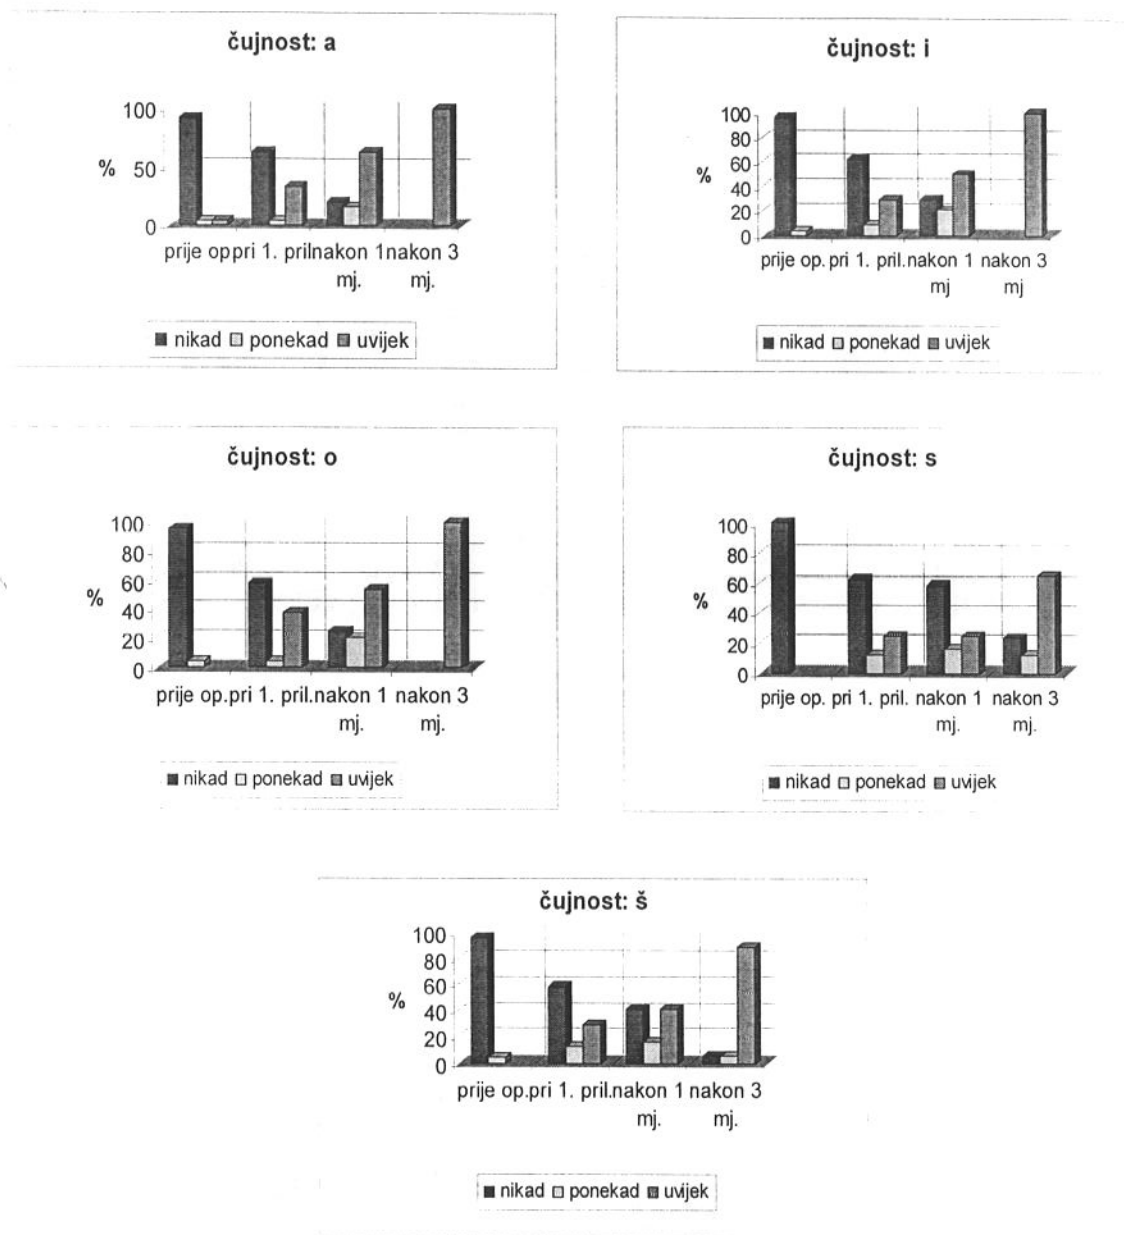 čujnost: a
100
50
0
%
prije op pri 1. pril nakon 1 nakon 3
mj. mj.
nikad ponekad uvijek
čujnost: i
100
80
60
40
20
0
%
prije op. pri 1. pril. nakon 1 nakon 3
mj mj
nikad ponekad uvijek
čujnost: o
100
80
60
40
20
0
%
prije op. pri 1. pril. nakon 1 nakon 3
mj. mj.
nikad ponekad uvijek
čujnost: s
100
80
60
40
20
0
%
prije op. pri 1. pril. nakon 1 nakon 3
mj. mj.
nikad ponekad uvijek
čujnost: š
100
80
60
40
20
0
%
prije op. pri 1. pril. nakon 1 nakon 3
mj. mj.
nikad ponekad uvijek